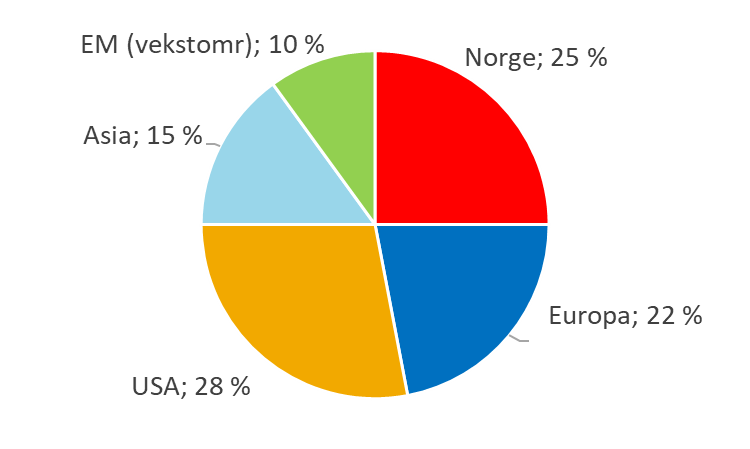 EM (vekstomr); 10 %
Norge; 25 %
Asia; 15 %
Europa; 22 %
USA; 28 %